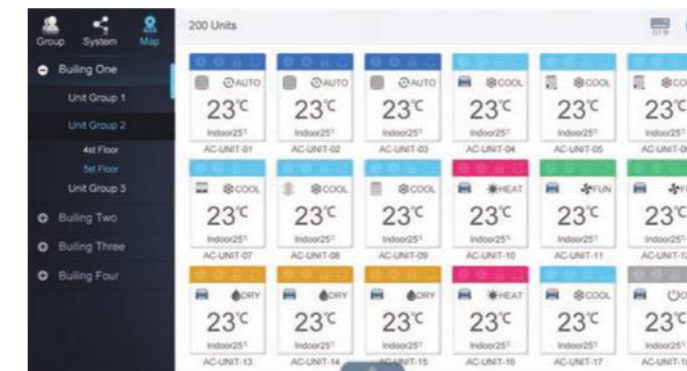 200 Units
Group System Map
Builing One
Unit Group 1
Unit Group 2
4st Floor
5st Floor
Unit Group 3
Builing Two
Builing Three
Builing Four
AUTO AUTO AUTO COOL COOL
23°C 23°C 23°C 23°C 23°C 23°C
Indoor25°C Indoor25°C Indoor25°C Indoor25°C Indoor25°C Indoor25°C
AC-UNIT-01 AC-UNIT-02 AC-UNIT-03 AC-UNIT-04 AC-UNIT-05
COOL COOL COOL HEAT FUN
23°C 23°C 23°C 23°C 23°C 23°C
Indoor25°C Indoor25°C Indoor25°C Indoor25°C Indoor25°C Indoor25°C
AC-UNIT-07 AC-UNIT-08 AC-UNIT-09 AC-UNIT-10 AC-UNIT-11
DRY DRY DRY HEAT COOL
23°C 23°C 23°C 23°C 23°C 23°C
Indoor25°C Indoor25°C Indoor25°C Indoor25°C Indoor25°C Indoor25°C
AC-UNIT-13 AC-UNIT-14 AC-UNIT-15 AC-UNIT-16 AC-UNIT-17